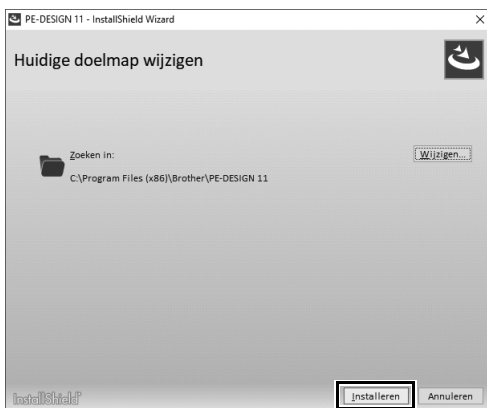 PE-DESIGN 11 - InstallShield Wizard
Huidige doelmap wijzigen
Zoeken in:
Wijzigen...
C:\Program Files (x86)\Brother\PE-DESIGN 11
InstallShield
Installeren
Annuleren